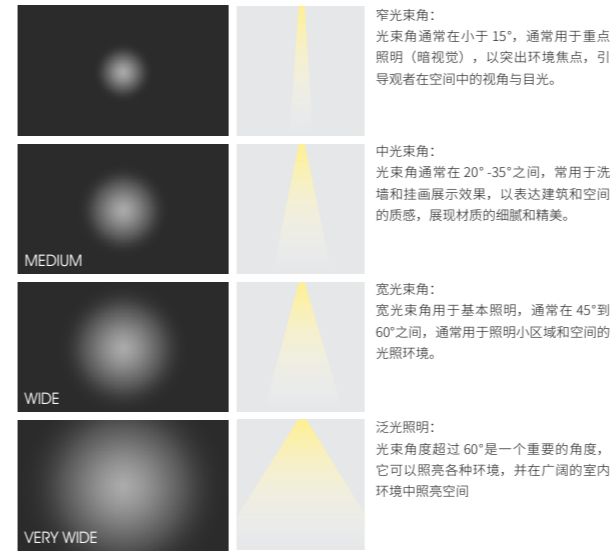 窄光束角：
光束角通常在小于 15°，通常用于重点
照明（暗视觉），以突出环境焦点，引
导观者在空间中的视角与目光。
MEDIUM
中光束角：
光束角通常在 20° -35°之间，常用于洗
墙和挂画展示效果，以表达建筑和空间
的质感，展现材质的细腻和精美。
WIDE
宽光束角：
宽光束角用于基本照明，通常在 45°到
60°之间，通常用于照明小区域和空间的
光照环境。
VERY WIDE
泛光照明：
光束角度超过 60°是一个重要的角度，
它可以照亮各种环境，并在广阔的室内
环境中照亮空间